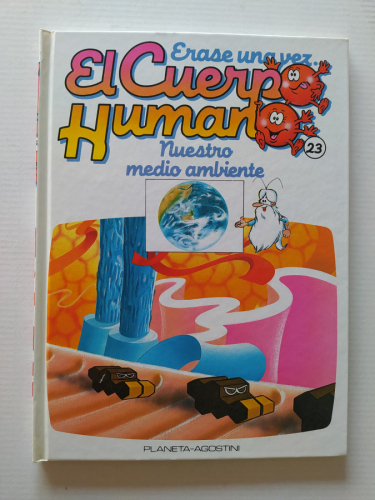 Erase una vez...
El Cuerpo
Humano
23
Nuestro
medio ambiente
PLANETA-AGOSTINI